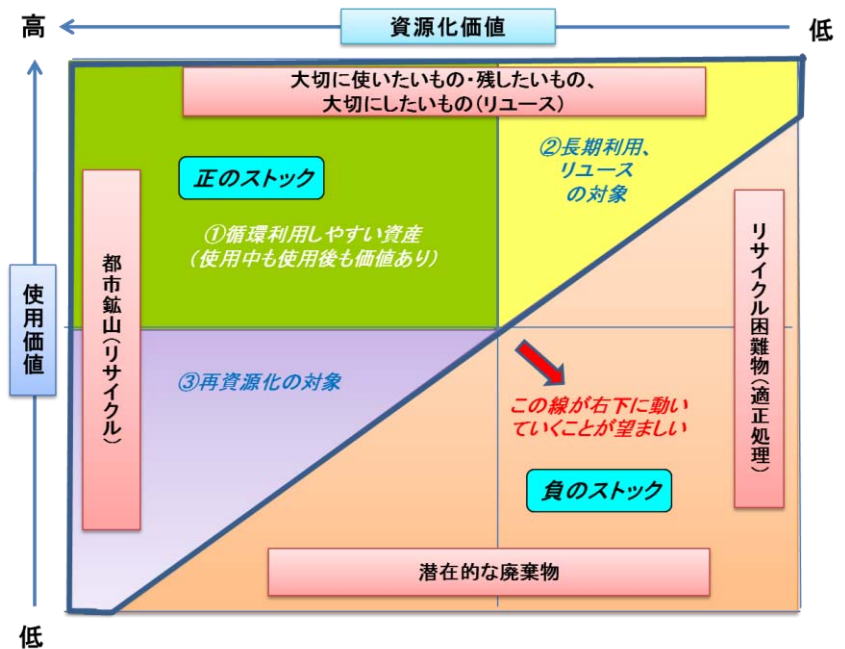 高
資源化価値
低
大切に使いたいもの・残したいもの、
大切にしたいもの（リユース）
②長期利用、
リユース
の対象
正のストック
①循環利用しやすい資産
（使用中も使用後も価値あり）
使用価値
都市鉱山（リサイクル）
リサイクル困難物（適正処理）
③再資源化の対象
この線が右下に動い
ていくことが望ましい
負のストック
潜在的な廃棄物
低